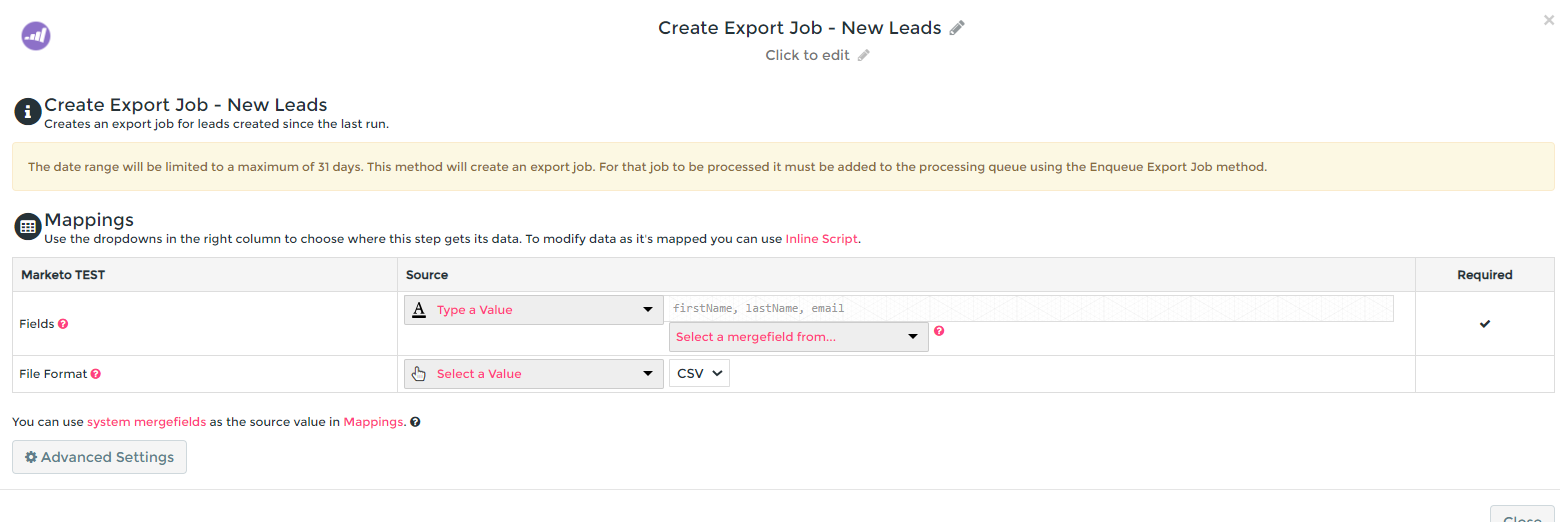 Create Export Job - New Leads
Click to edit
×
Create Export Job - New Leads
Creates an export job for leads created since the last run.
The date range will be limited to a maximum of 31 days. This method will create an export job. For that job to be processed it must be added to the processing queue using the Enqueue Export Job method.
Mappings
Use the dropdowns in the right column to choose where this step gets its data. To modify data as it's mapped you can use Inline Script.
Marketo TEST Source Required
Fields ? A Type a Value firstName, lastName, email
Select a mergefield from... ?
File Format ? Select a Value CSV
You can use system mergefields as the source value in Mappings. ?
Advanced Settings
Close